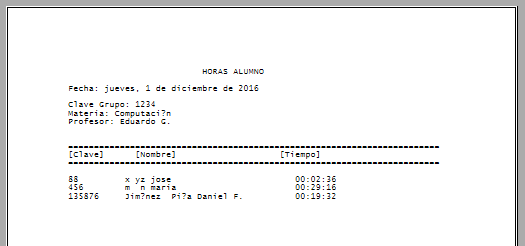 HORAS ALUMNO
Fecha: jueves, 1 de diciembre de 2016
Clave Grupo: 1234
Materia: Computaci?n
Profesor: Eduardo G.
[Clave] [Nombre] [Tiempo]
88 x yz jose 00:02:36
456 m n maria 00:29:16
135876 Jim?nez Pi?a Daniel F. 00:19:32